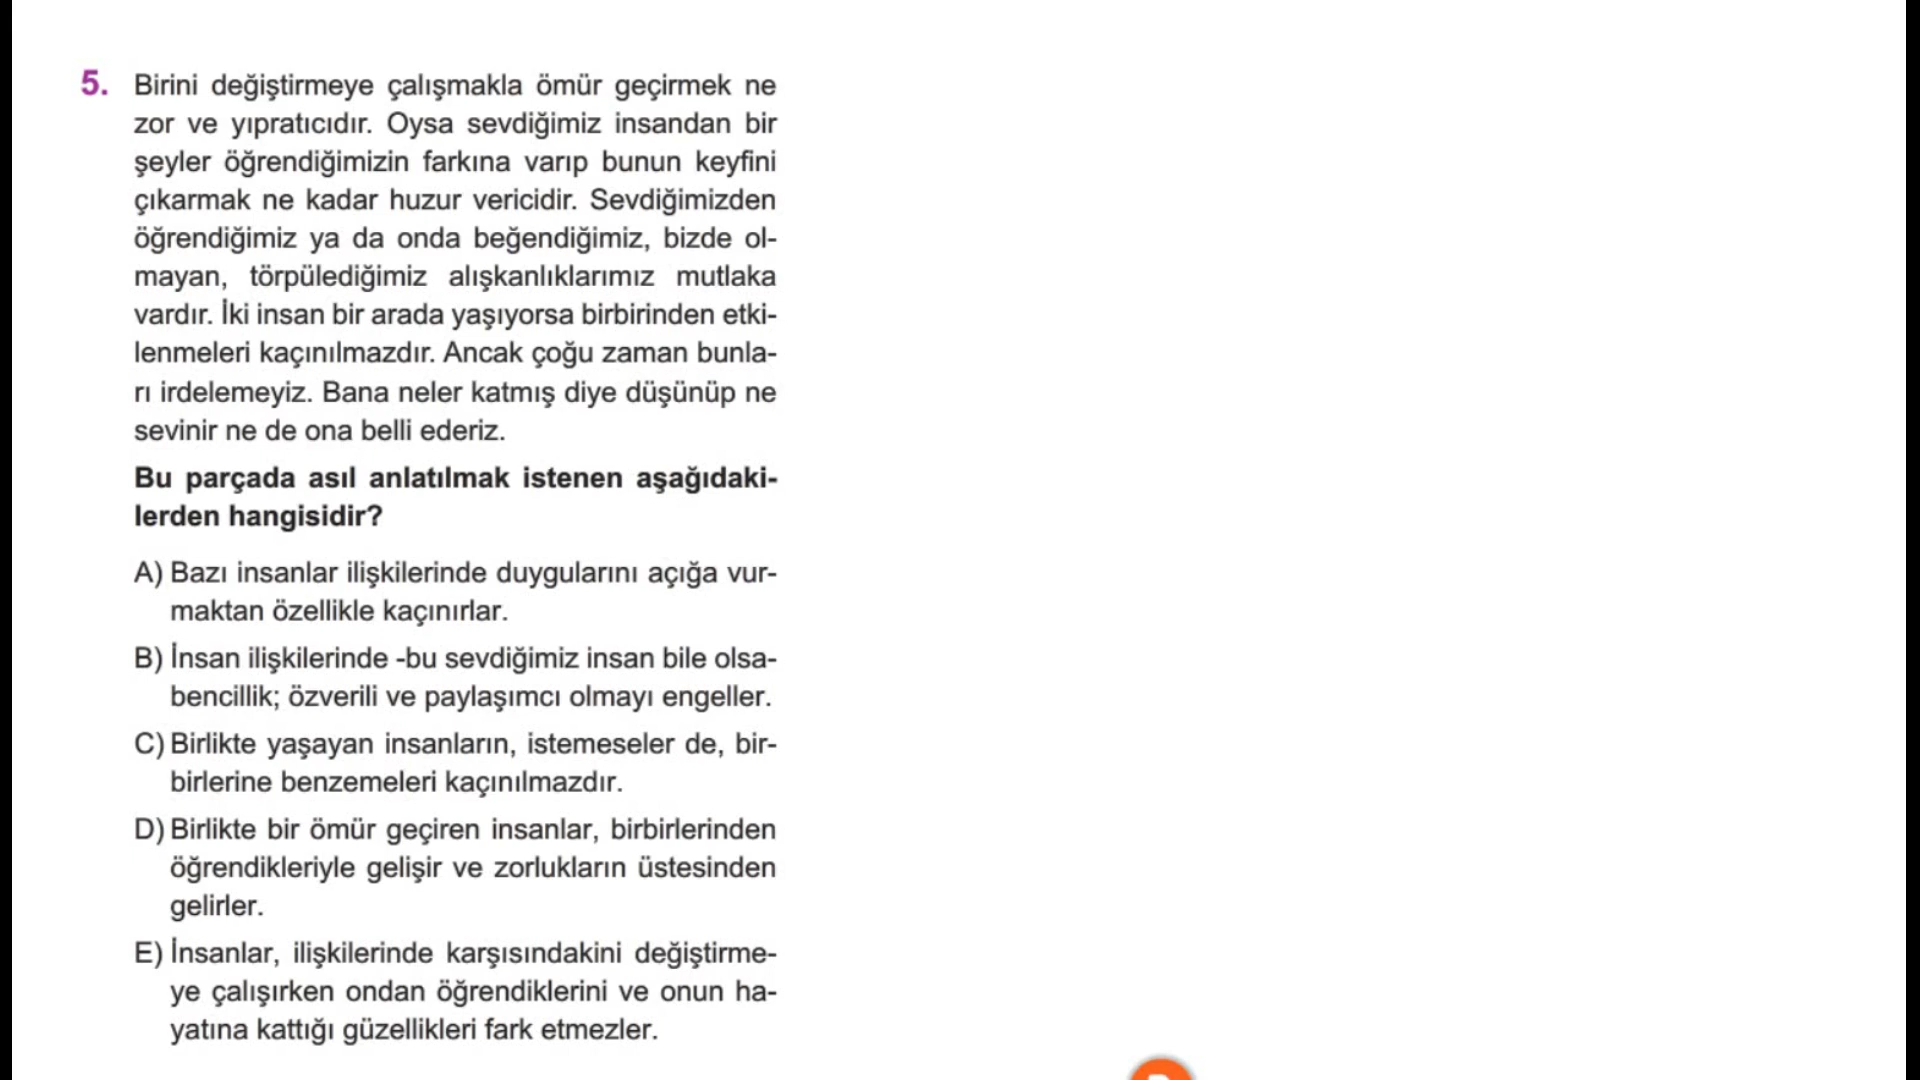 5. Birini değiştirmeye çalışmakla ömür geçirmek ne
zor ve yıpratıcıdır. Oysa sevdiğimiz insandan bir
şeyler öğrendiğimizin farkına varıp bunun keyfini
çıkarmak ne kadar huzur vericidir. Sevdiğimizden
öğrendiğimiz ya da onda beğendiğimiz, bizde ol-
mayan, törpülediğimiz alışkanlıklarımız mutlaka
vardır. İki insan bir arada yaşıyorsa birbirinden etki-
lenmeleri kaçınılmazdır. Ancak çoğu zaman bunla-
rı irdelemeyiz. Bana neler katmış diye düşünüp ne
sevinir ne de ona belli ederiz.
Bu parçada asıl anlatılmak istenen aşağıdaki-
lerden hangisidir?
A) Bazı insanlar ilişkilerinde duygularını açığa vur-
maktan özellikle kaçınırlar.
B) İnsan ilişkilerinde -bu sevdiğimiz insan bile olsa-
bencillik; özverili ve paylaşımcı olmayı engeller.
C) Birlikte yaşayan insanların, istemeseler de, bir-
birlerine benzemeleri kaçınılmazdır.
D) Birlikte bir ömür geçiren insanlar, birbirlerinden
öğrendikleriyle gelişir ve zorlukların üstesinden
gelirler.
E) İnsanlar, ilişkilerinde karşısındakini değiştirme-
ye çalışırken ondan öğrendiklerini ve onun ha-
yatına kattığı güzellikleri fark etmezler.